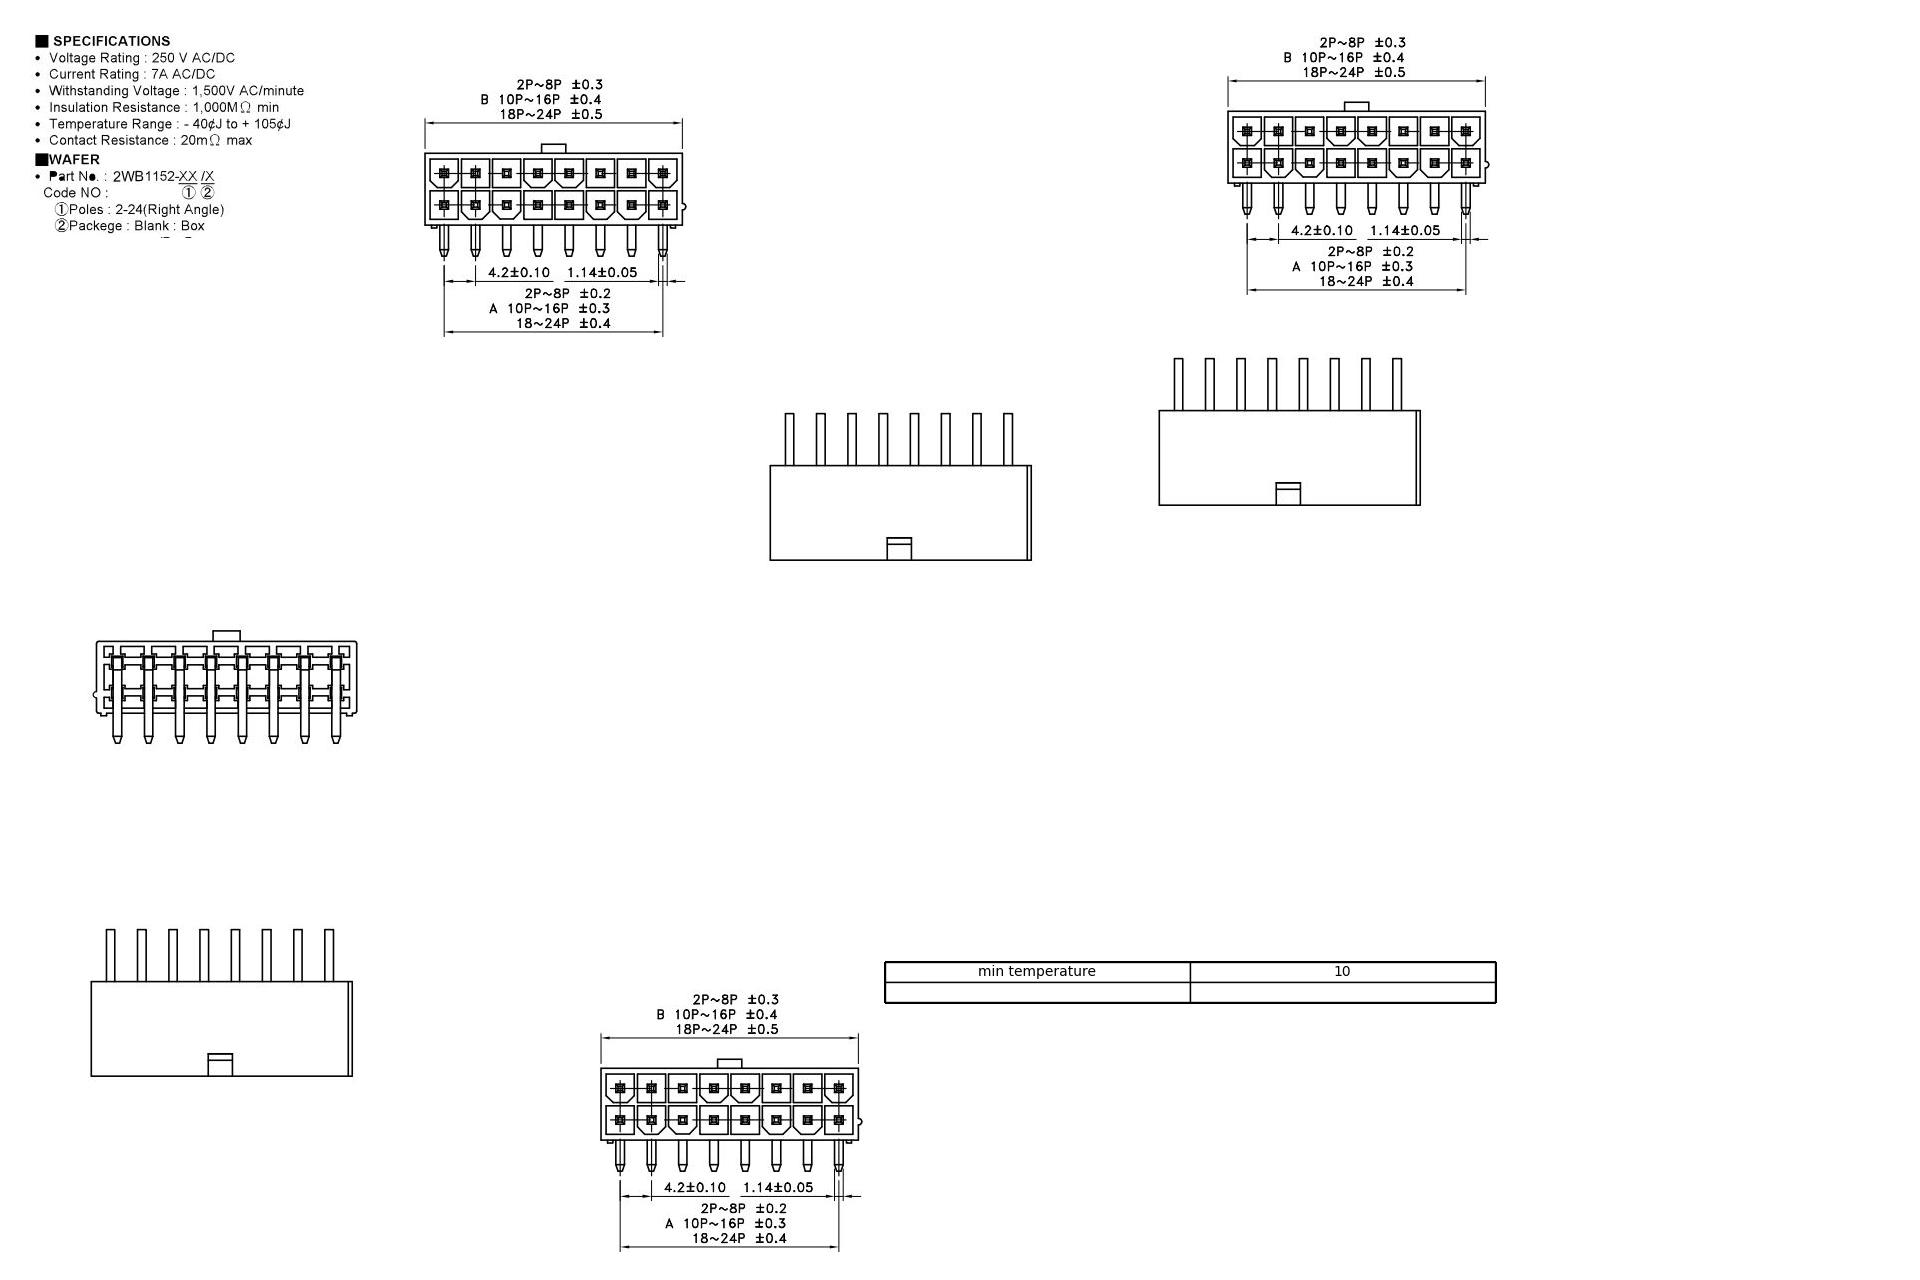 ■ SPECIFICATIONS
• Voltage Rating : 250 V AC/DC
• Current Rating : 7A AC/DC
• Withstanding Voltage : 1,500V AC/minute
• Insulation Resistance : 1,000MΩ min
• Temperature Range : - 40¢J to + 105¢J
• Contact Resistance : 20mΩ max
■WAFER
• Part No. : 2WB1152-XX /X
Code NO : ① ②
①Poles : 2-24(Right Angle)
②Packege : Blank : Box
2P~8P ±0.3
B 10P~16P ±0.4
18P~24P ±0.5
4.2±0.10 1.14±0.05
2P~8P ±0.2
A 10P~16P ±0.3
18~24P ±0.4
2P~8P ±0.3
B 10P~16P ±0.4
18P~24P ±0.5
4.2±0.10 1.14±0.05
2P~8P ±0.2
A 10P~16P ±0.3
18~24P ±0.4
min temperature 10
2P~8P ±0.3
B 10P~16P ±0.4
18P~24P ±0.5
4.2±0.10 1.14±0.05
2P~8P ±0.2
A 10P~16P ±0.3
18~24P ±0.4